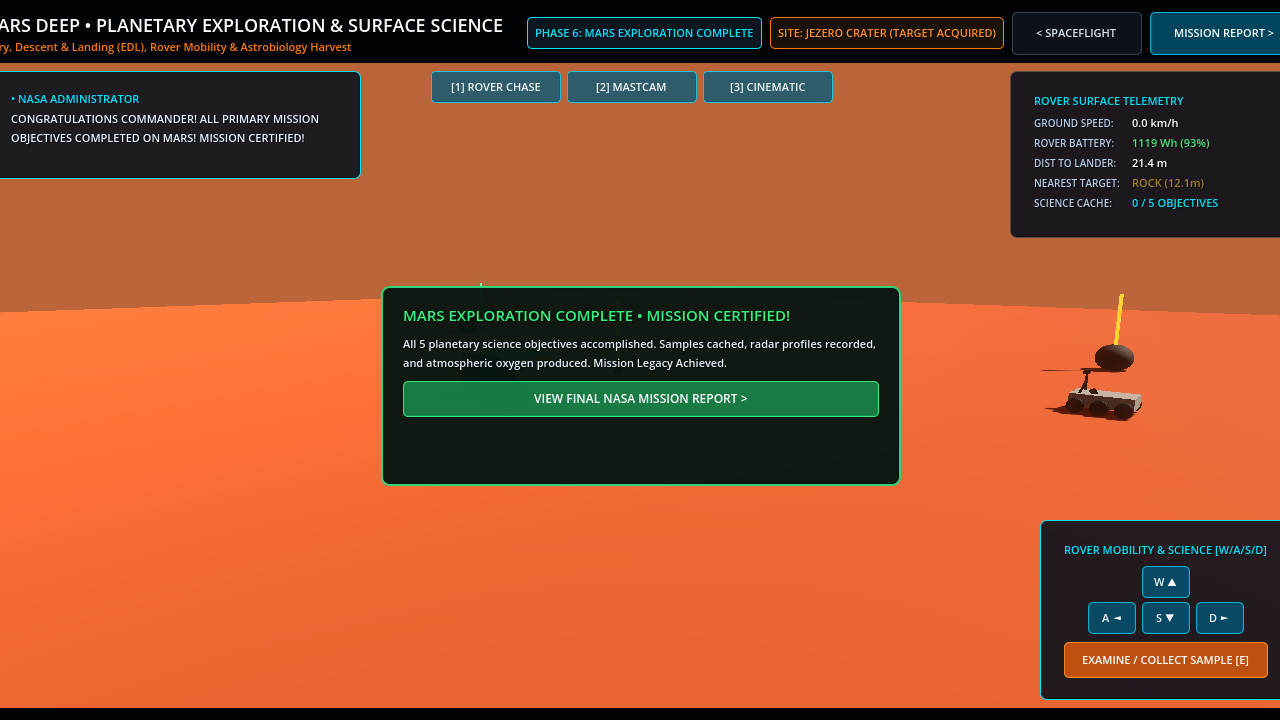 ARS DEEP • PLANETARY EXPLORATION & SURFACE SCIENCE
ry, Descent & Landing (EDL), Rover Mobility & Astrobiology Harvest
PHASE 6: MARS EXPLORATION COMPLETE
SITE: JEZERO CRATER (TARGET ACQUIRED)
< SPACEFLIGHT
MISSION REPORT >
• NASA ADMINISTRATOR
CONGRATULATIONS COMMANDER! ALL PRIMARY MISSION
OBJECTIVES COMPLETED ON MARS! MISSION CERTIFIED!
[1] ROVER CHASE
[2] MASTCAM
[3] CINEMATIC
ROVER SURFACE TELEMETRY
GROUND SPEED: 0.0 km/h
ROVER BATTERY: 1119 Wh (93%)
DIST TO LANDER: 21.4 m
NEAREST TARGET: ROCK (12.1m)
SCIENCE CACHE: 0 / 5 OBJECTIVES
MARS EXPLORATION COMPLETE • MISSION CERTIFIED!
All 5 planetary science objectives accomplished. Samples cached, radar profiles recorded,
and atmospheric oxygen produced. Mission Legacy Achieved.
VIEW FINAL NASA MISSION REPORT >
ROVER MOBILITY & SCIENCE [W/A/S/D]
W ▲
A ◄
S ▼
D ►
EXAMINE / COLLECT SAMPLE [E]